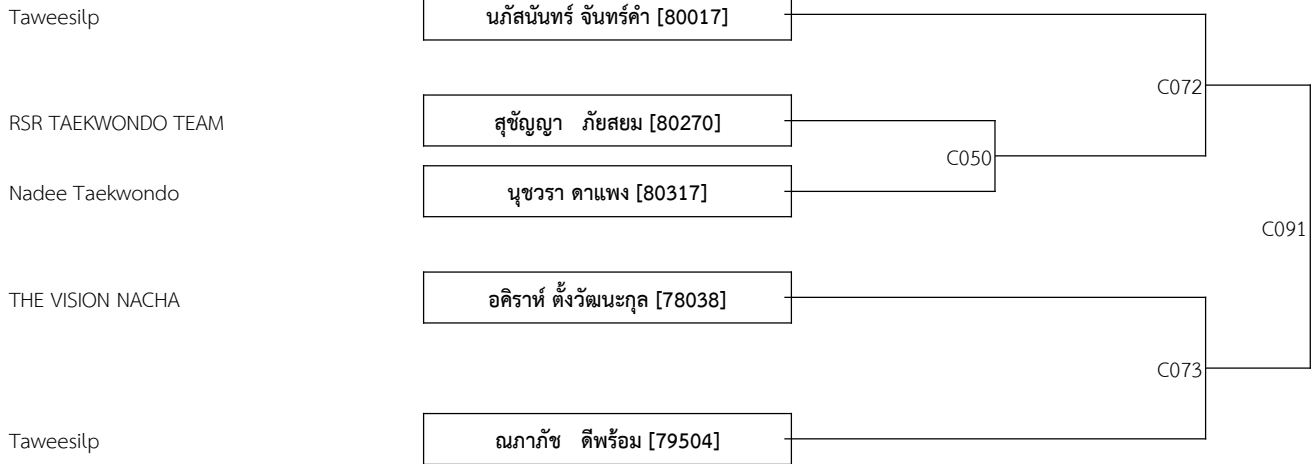 Taweesilp นภัสนันทร์ จันทร์คำ [80017]
C072
RSR TAEKWONDO TEAM สุชัญญา ภัยสยม [80270]
C050
Nadee Taekwondo นุชวรา ดาแพง [80317]
C091
THE VISION NACHA อคิราห์ ตั้งวัฒนะกุล [78038]
C073
Taweesilp ณภาภัช ดีพร้อม [79504]